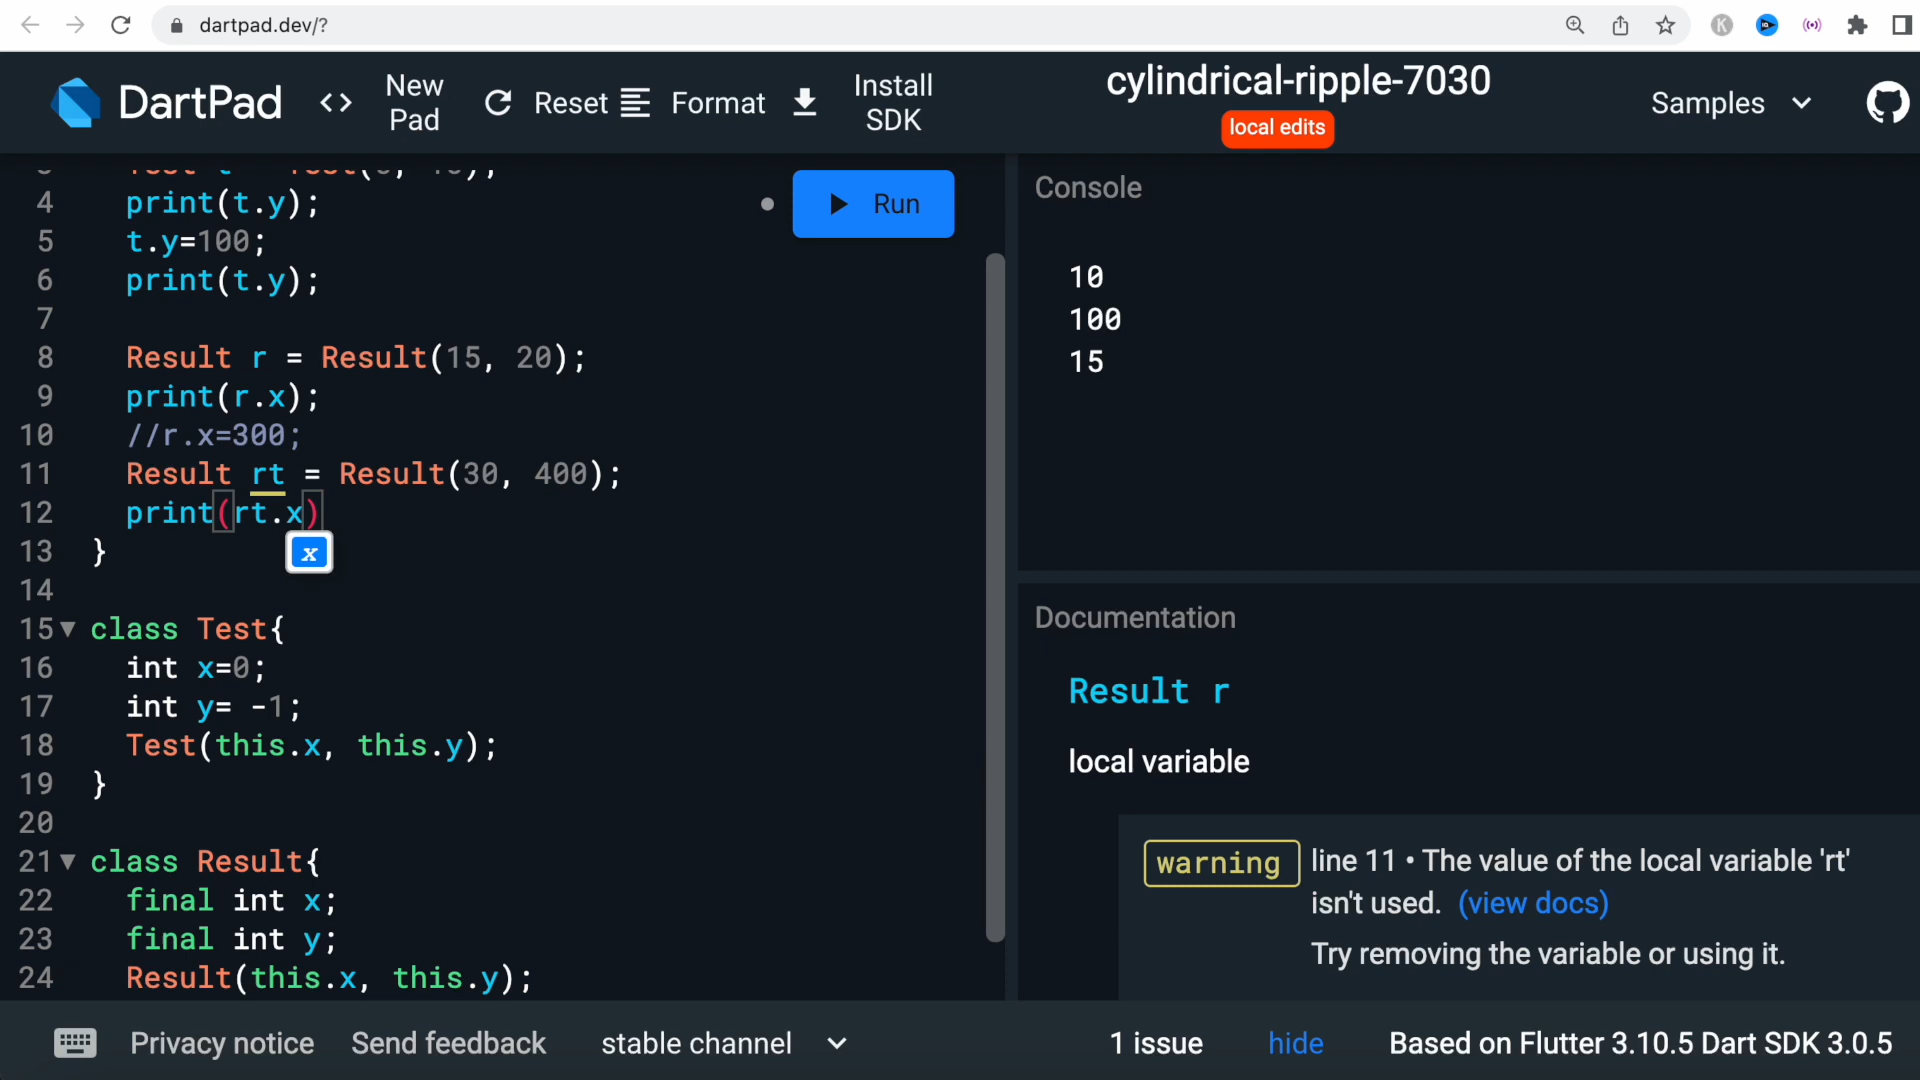 dartpad.dev/?
DartPad
<>
New
Pad
Reset
Format
Install
SDK
cylindrical-ripple-7030
local edits
Samples
4 print(t.y);
5 t.y=100;
6 print(t.y);
7
8 Result r = Result(15, 20);
9 print(r.x);
10 //r.x=300;
11 Result rt = Result(30, 400);
12 print(rt.x)
13 }
x
14
15 class Test{
16 int x=0;
17 int y= -1;
18 Test(this.x, this.y);
19 }
20
21 class Result{
22 final int x;
23 final int y;
24 Result(this.x, this.y);
Run
Console
10
100
15
Documentation
Result r
local variable
warning line 11 • The value of the local variable 'rt'
isn't used. (view docs)
Try removing the variable or using it.
Privacy notice
Send feedback
stable channel
1 issue
hide
Based on Flutter 3.10.5 Dart SDK 3.0.5